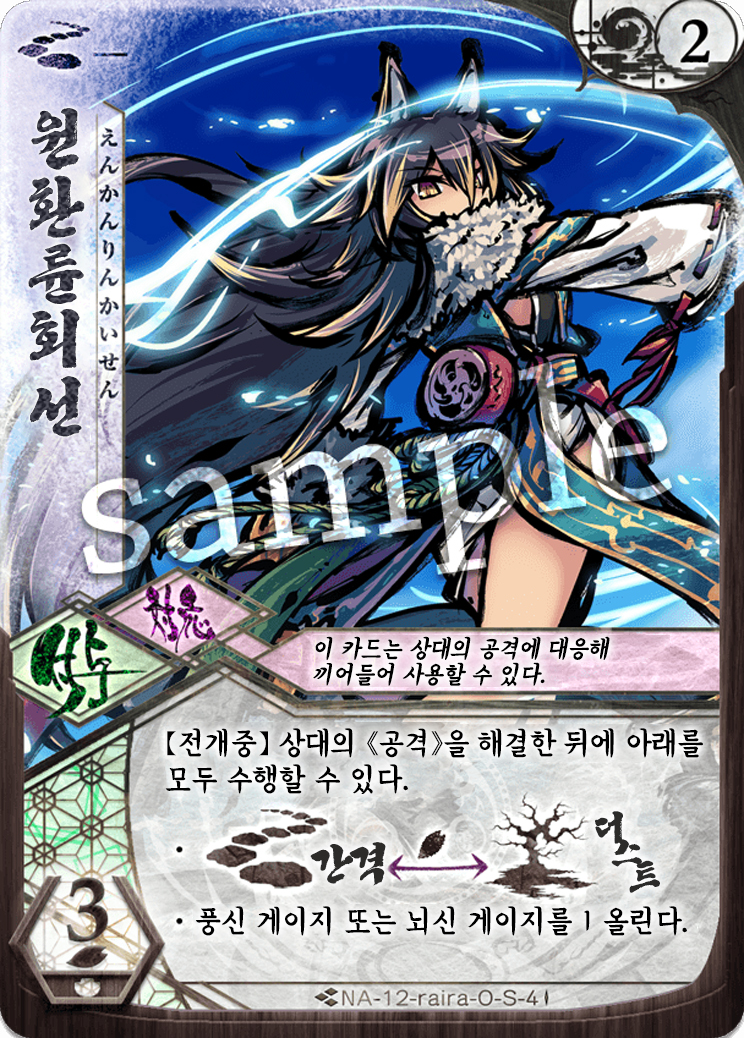 2
원환륜회선
えんかんりんかいせん
sample
対応
부여
이 카드는 상대의 공격에 대응해
끼어들어 사용할 수 있다.
【전개중】 상대의 《공격》을 해결한 뒤에 아래를
모두 수행할 수 있다.
• 간격 더스트
• 풍신 게이지 또는 뇌신 게이지를 1 올린다.
3
NA-12-raira-O-S-4